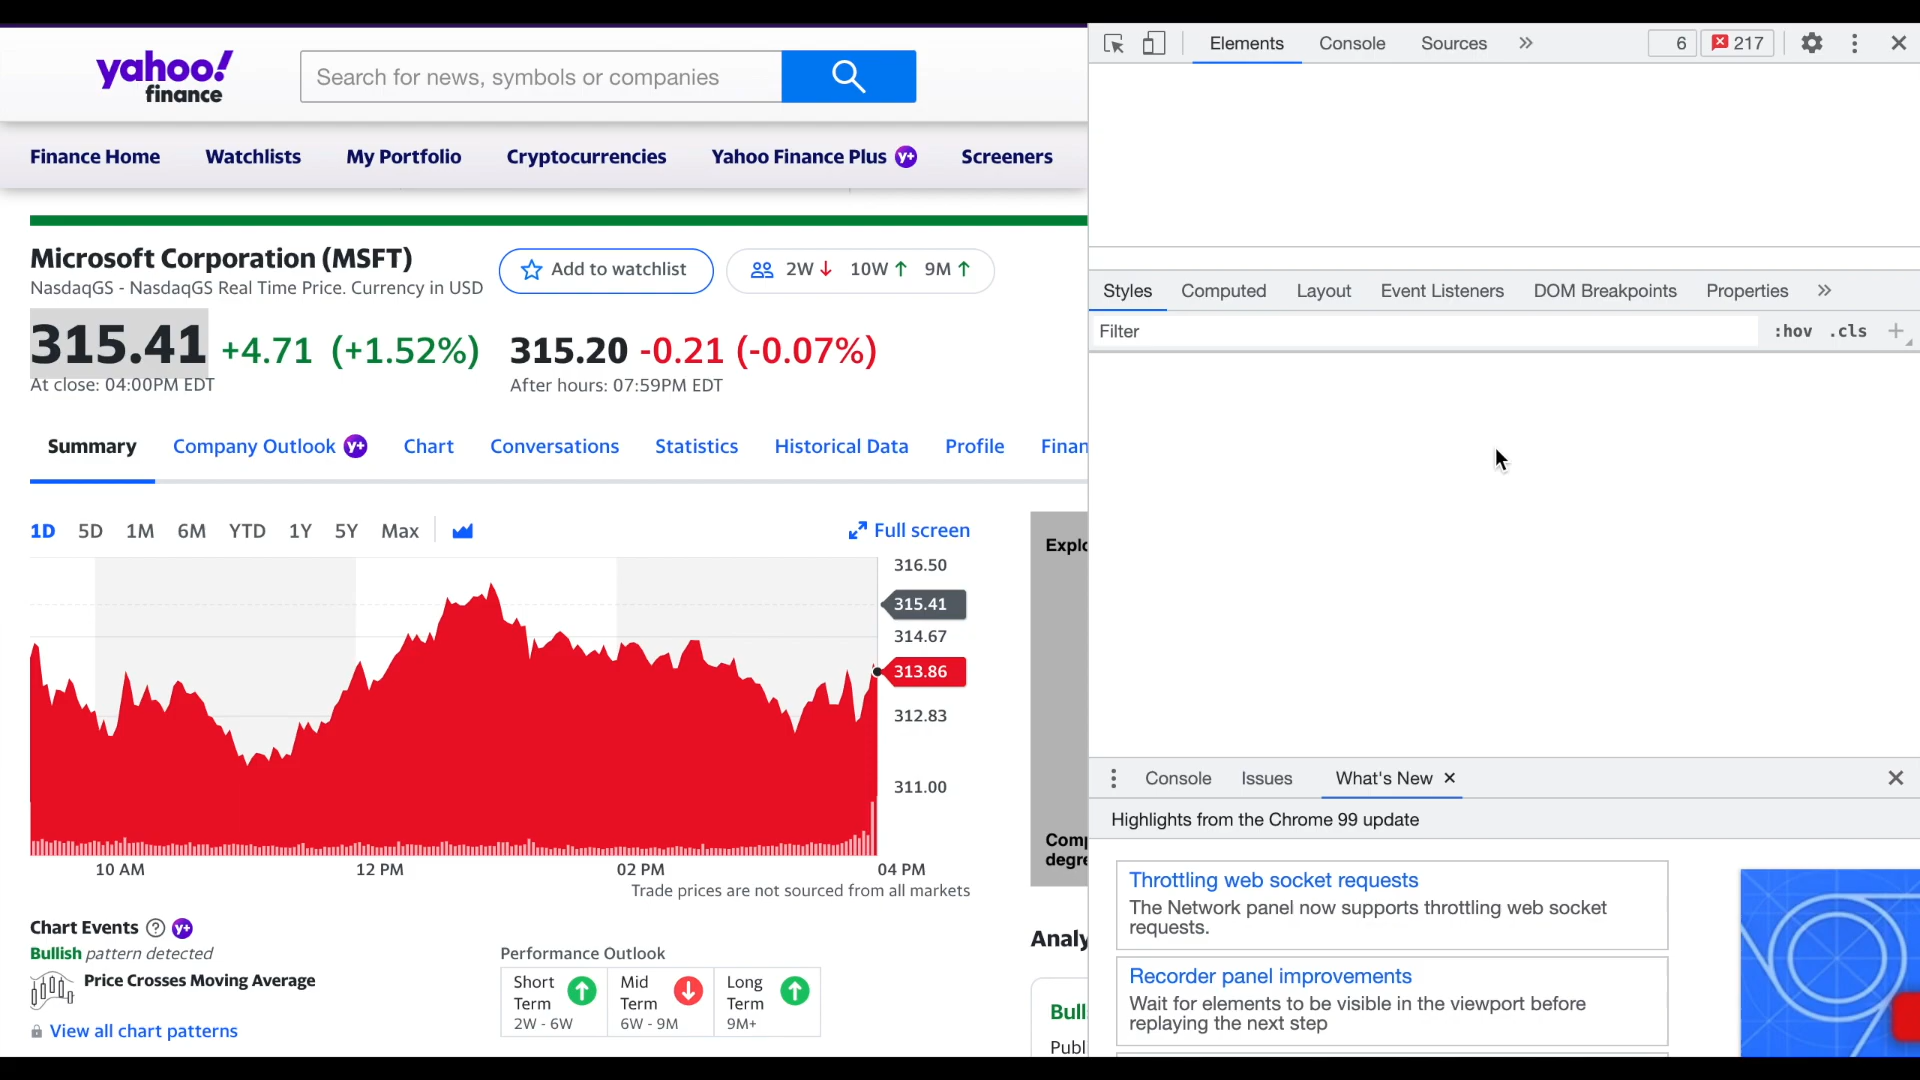 yahoo!
finance
Search for news, symbols or companies
Finance Home Watchlists My Portfolio Cryptocurrencies Yahoo Finance Plus y+ Screeners
Microsoft Corporation (MSFT)
NasdaqGS - NasdaqGS Real Time Price. Currency in USD
Add to watchlist
2W 10W 9M
315.41 +4.71 (+1.52%)
At close: 04:00PM EDT
315.20 -0.21 (-0.07%)
After hours: 07:59PM EDT
Summary Company Outlook y+ Chart Conversations Statistics Historical Data Profile Finan
1D 5D 1M 6M YTD 1Y 5Y Max
Full screen
316.50
315.41
314.67
313.86
312.83
311.00
10 AM 12 PM 02 PM 04 PM
Trade prices are not sourced from all markets
Chart Events ? y+
Bullish pattern detected
Price Crosses Moving Average
View all chart patterns
Performance Outlook
Short
Term
2W - 6W
Mid
Term
6W - 9M
Long
Term
9M+
Explo
Comp
degre
Analy
Bull
Publ
Elements Console Sources » 6 217
Styles Computed Layout Event Listeners DOM Breakpoints Properties »
Filter :hov .cls +
Console Issues What's New ×
Highlights from the Chrome 99 update
Throttling web socket requests
The Network panel now supports throttling web socket
requests.
Recorder panel improvements
Wait for elements to be visible in the viewport before
replaying the next step